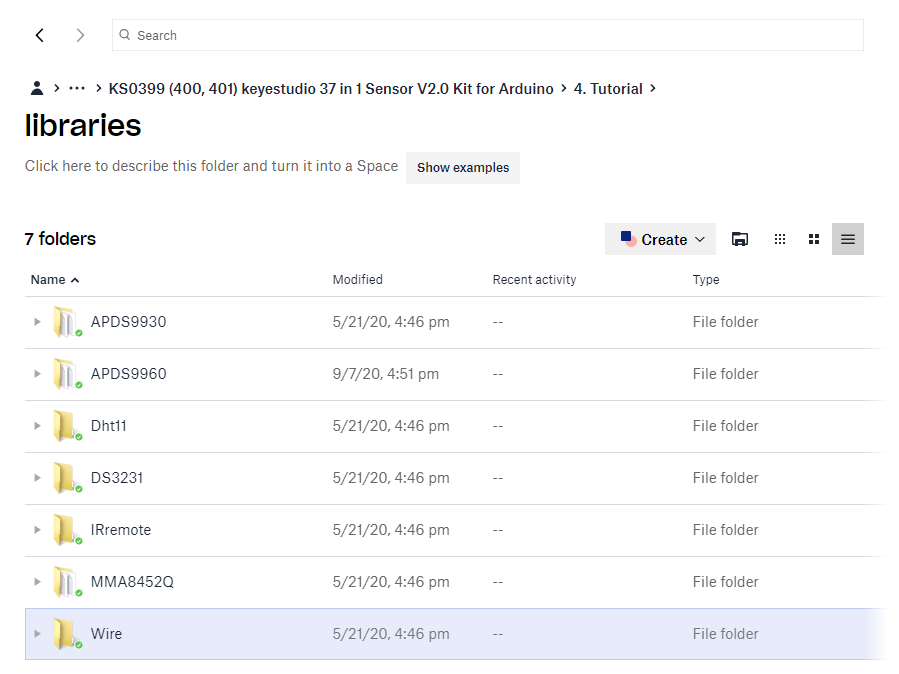 Search
… KS0399 (400, 401) keyestudio 37 in 1 Sensor V2.0 Kit for Arduino 4. Tutorial
libraries
Click here to describe this folder and turn it into a Space Show examples
7 folders Create
Name Modified Recent activity Type
APDS9930 5/21/20, 4:46 pm -- File folder
APDS9960 9/7/20, 4:51 pm -- File folder
Dht11 5/21/20, 4:46 pm -- File folder
DS3231 5/21/20, 4:46 pm -- File folder
IRremote 5/21/20, 4:46 pm -- File folder
MMA8452Q 5/21/20, 4:46 pm -- File folder
Wire 5/21/20, 4:46 pm -- File folder